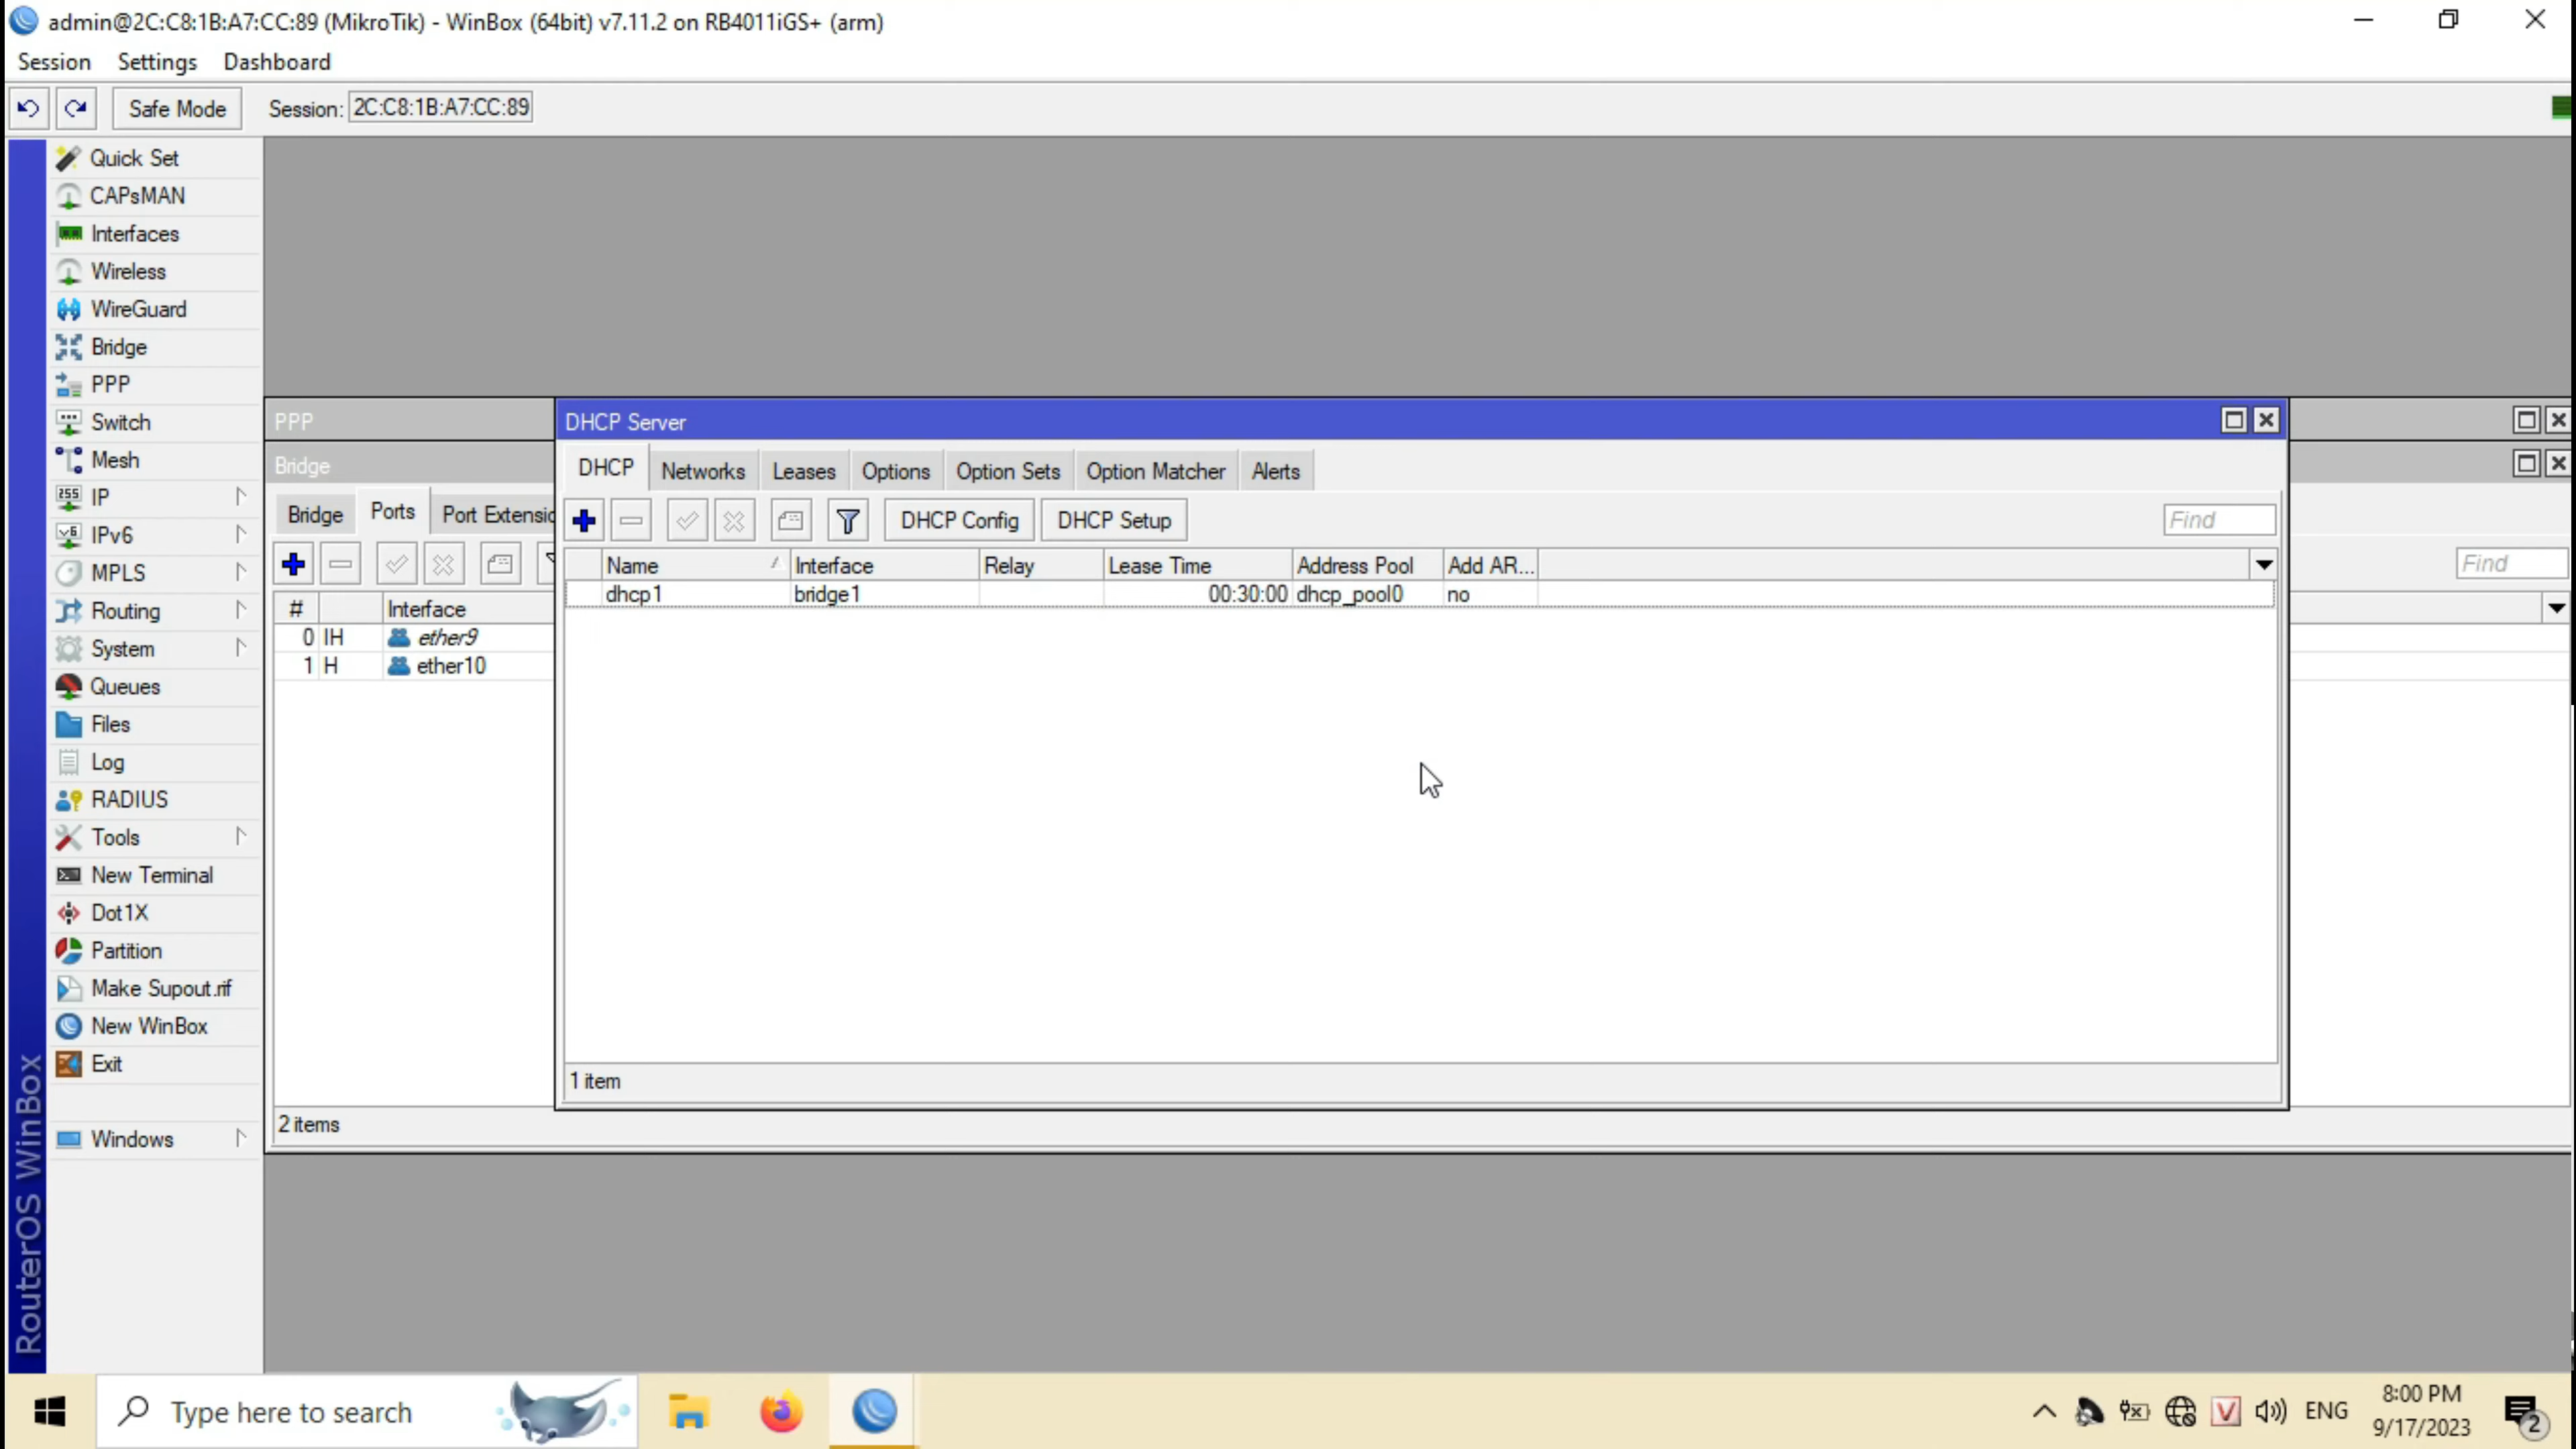 admin@2C:C8:1B:A7:CC:89 (MikroTik) - WinBox (64bit) v7.11.2 on RB4011iGS+ (arm)
Session Settings Dashboard
Safe Mode Session: 2C:C8:1B:A7:CC:89
Quick Set
CAPsMAN
Interfaces
Wireless
WireGuard
Bridge
PPP
Switch
Mesh
255 IP
v6 IPv6
MPLS
Routing
System
Queues
Files
Log
RADIUS
Tools
New Terminal
Dot1X
Partition
Make Supout.rif
New WinBox
Exit
Windows
RouterOS WinBox
PPP
Bridge
Bridge Ports Port Extensio
Find
# Interface
0 IH ether9
1 H ether10
2 items
DHCP Server
DHCP Networks Leases Options Option Sets Option Matcher Alerts
DHCP Config DHCP Setup Find
Name Interface Relay Lease Time Address Pool Add AR...
dhcp1 bridge1 00:30:00 dhcp_pool0 no
1 item
Type here to search
V ENG 8:00 PM
9/17/2023
2